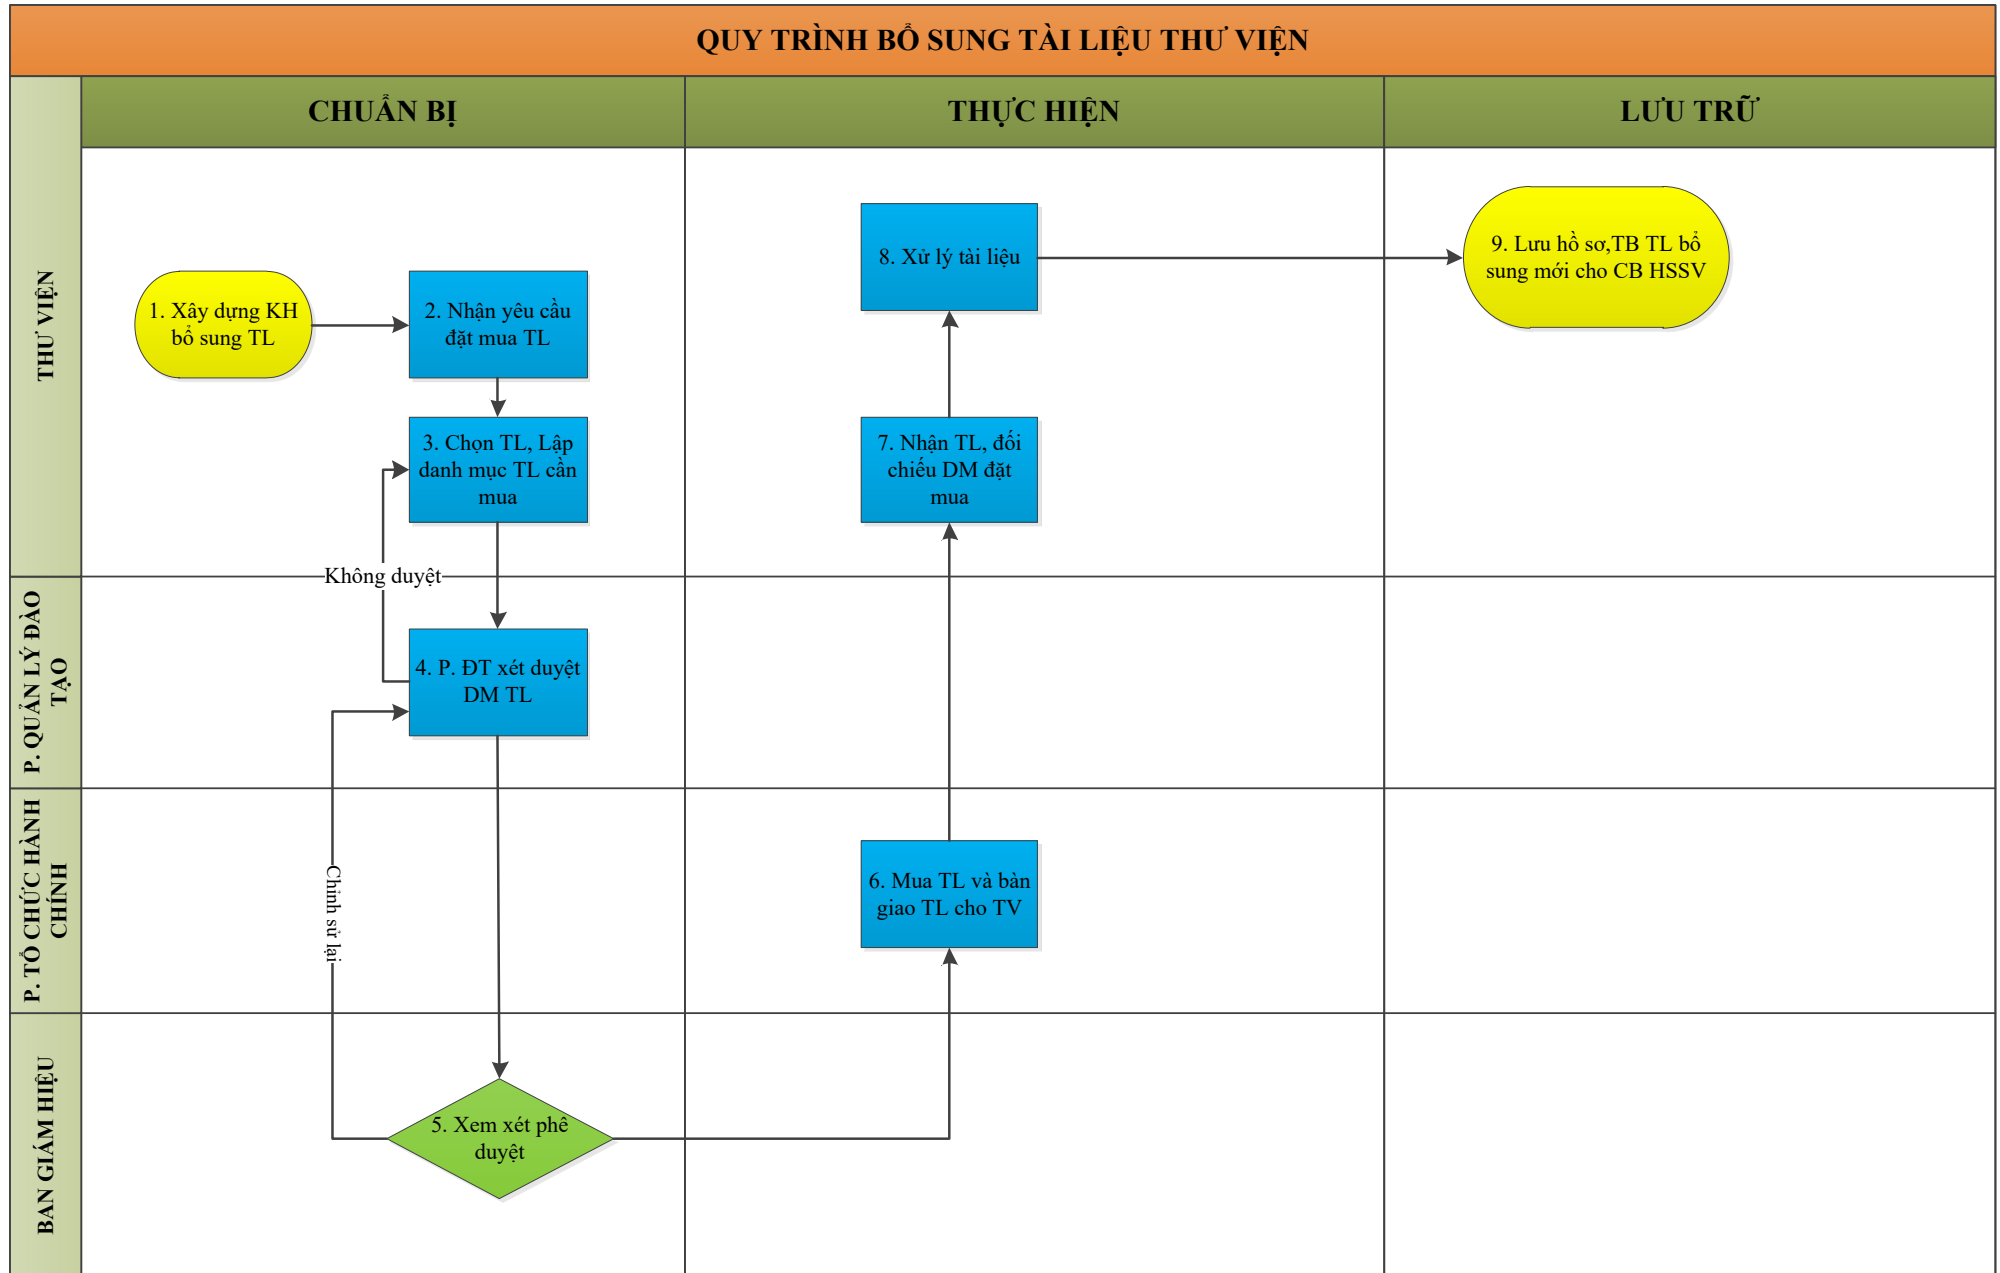 QUY TRÌNH BỔ SUNG TÀI LIỆU THƯ VIỆN
CHUẨN BỊ
THỰC HIỆN
LƯU TRỮ
THƯ VIỆN
1. Xây dựng KH
bổ sung TL
2. Nhận yêu cầu
đặt mua TL
3. Chọn TL, Lập
danh mục TL cần
mua
8. Xử lý tài liệu
7. Nhận TL, đối
chiếu DM đặt
mua
9. Lưu hồ sơ,TB TL bổ
sung mới cho CB HSSV
Không duyệt
P. QUẢN LÝ ĐÀO
TẠO
4. P. ĐT xét duyệt
DM TL
P. TỔ CHỨC HÀNH
CHÍNH
Chỉnh sử lại
6. Mua TL và bàn
giao TL cho TV
BAN GIÁM HIỆU
5. Xem xét phê
duyệt